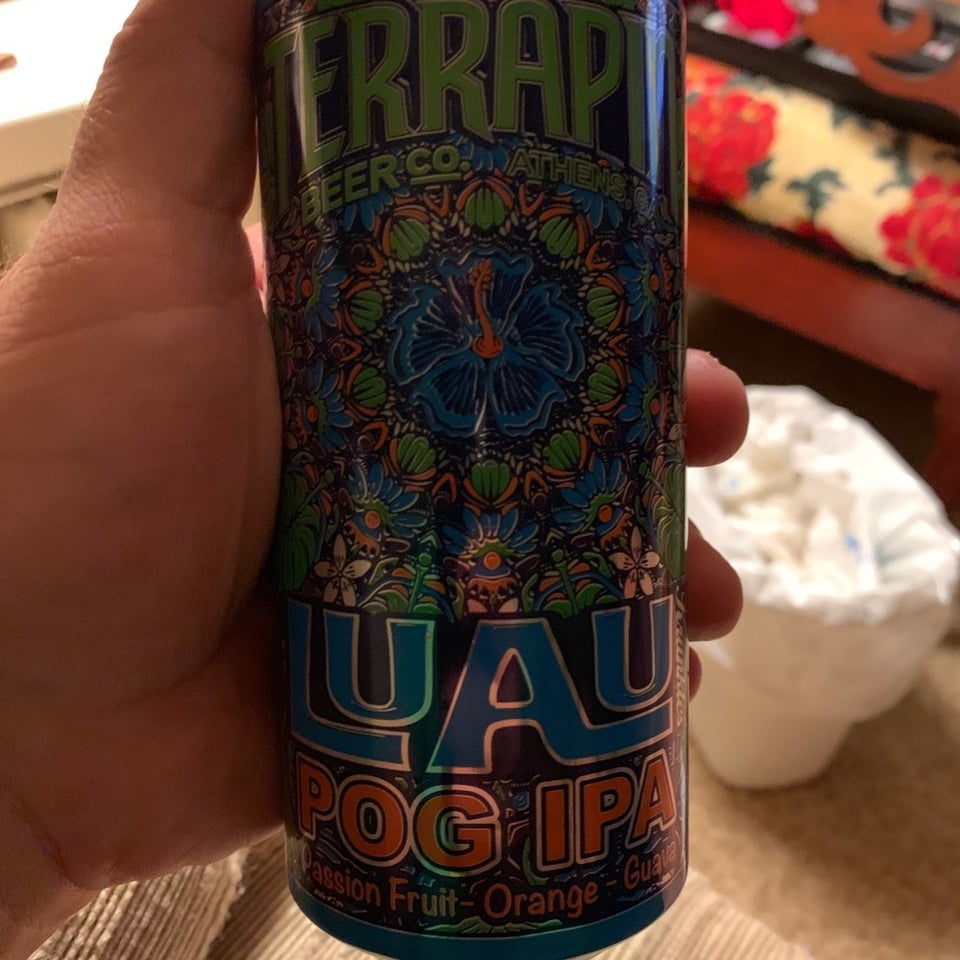 TERRAPI
BEER CO. ATHENS, G
LUAU
POG IPA
Passion Fruit - Orange - Guava